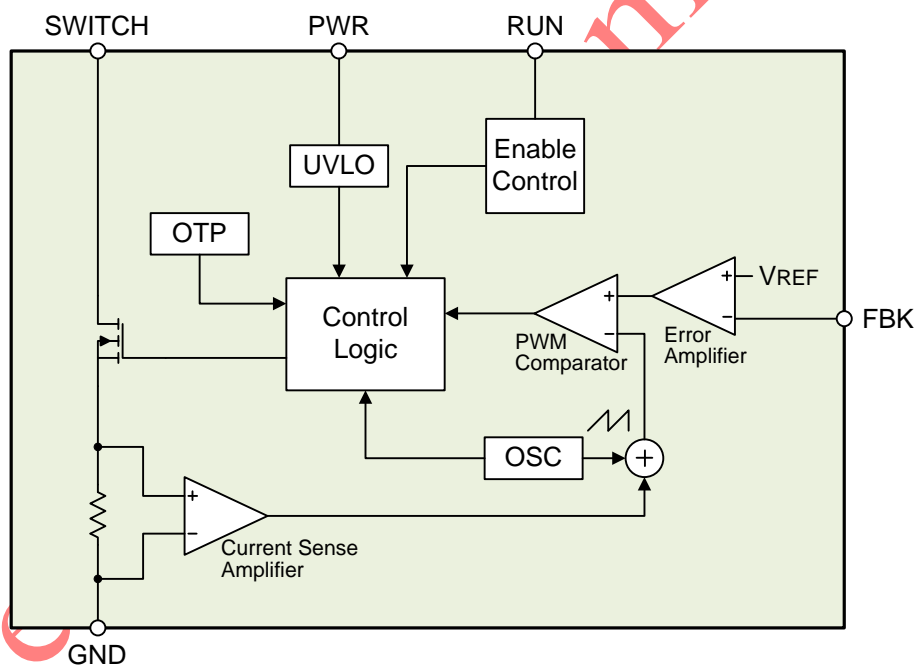 SWITCH PWR RUN
UVLO
Enable
Control
OTP
VREF
Control
Logic
FBK
PWM
Comparator
Error
Amplifier
OSC
Current Sense
Amplifier
GND